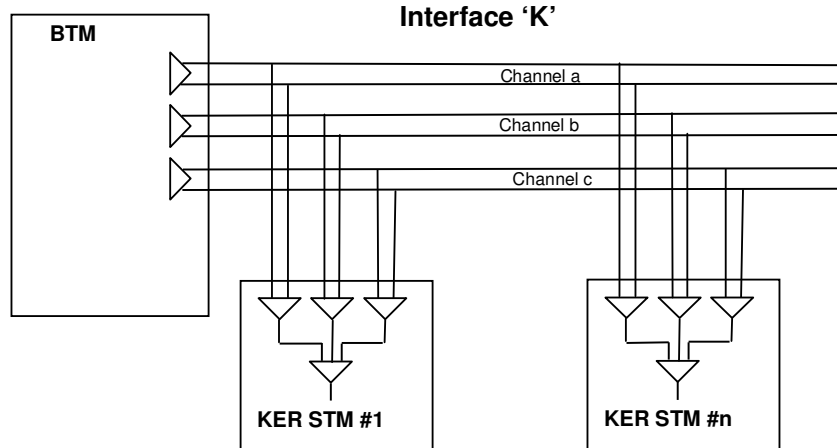 Interface ‘K’
BTM
Channel a
Channel b
Channel c
KER STM #1
KER STM #n